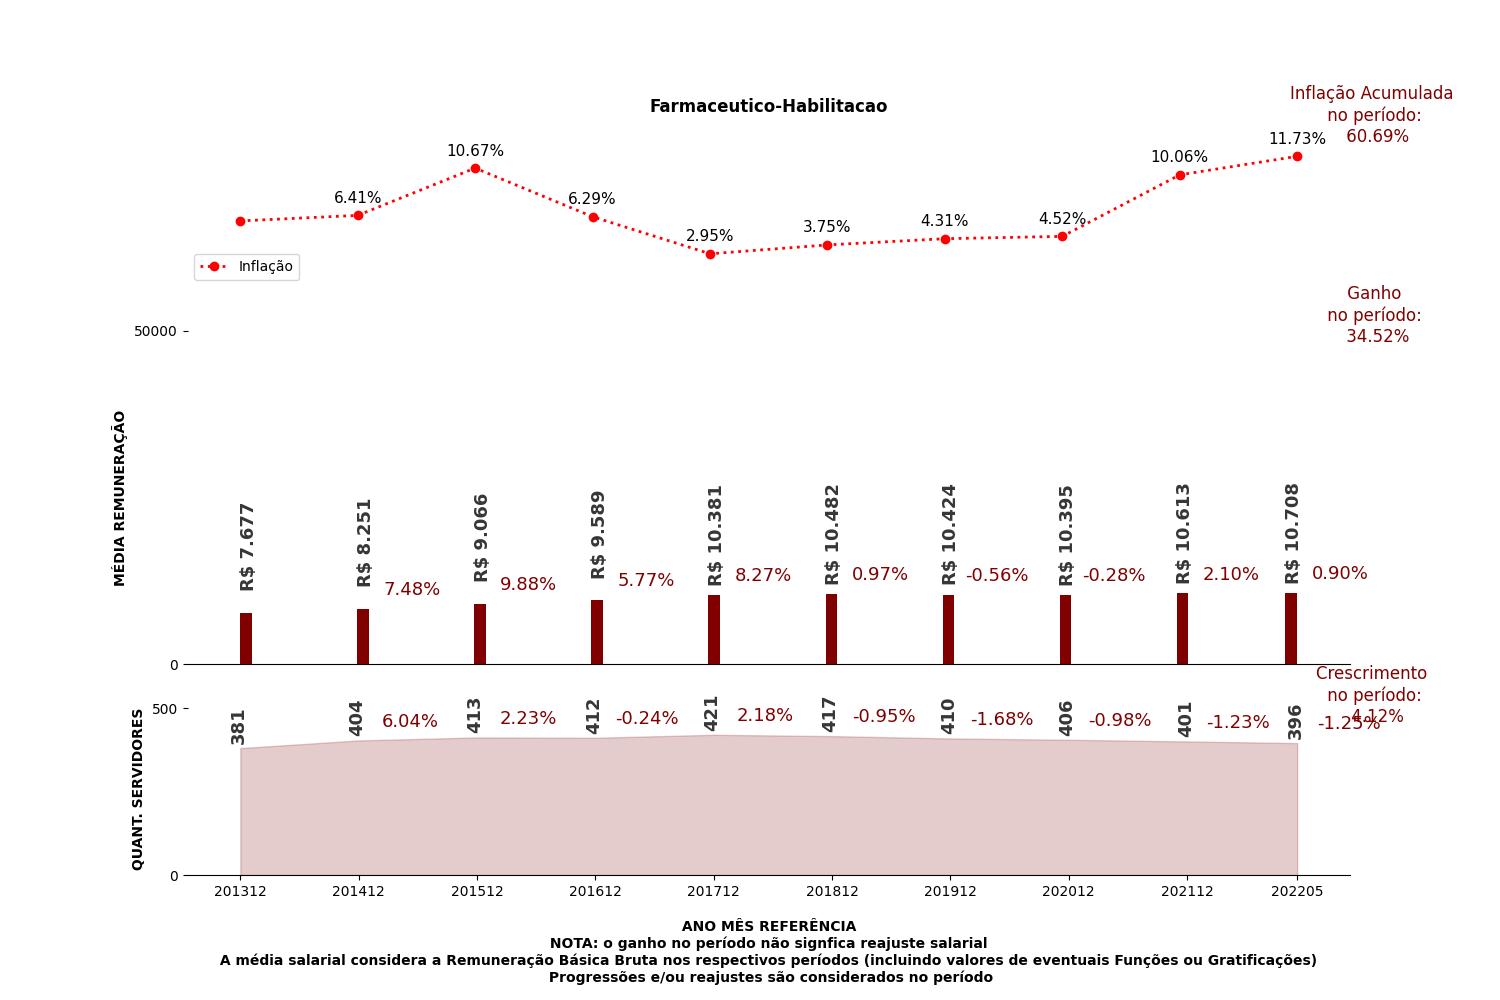 Farmaceutico-Habilitacao
Inflação Acumulada
no período:
60.69%
6.41%
10.67%
6.29%
2.95%
3.75%
4.31%
4.52%
10.06%
11.73%
Inflação
Ganho
no período:
34.52%
50000
0
MÉDIA REMUNERAÇÃO
R$ 7.677
R$ 8.251
R$ 9.066
R$ 9.589
R$ 10.381
R$ 10.482
R$ 10.424
R$ 10.395
R$ 10.613
R$ 10.708
7.48%
9.88%
5.77%
8.27%
0.97%
-0.56%
-0.28%
2.10%
0.90%
Crescrimento
no período:
4.12%
500
0
QUANT. SERVIDORES
381
404
413
412
421
417
410
406
401
396
6.04%
2.23%
-0.24%
2.18%
-0.95%
-1.68%
-0.98%
-1.23%
-1.25%
201312
201412
201512
201612
201712
201812
201912
202012
202112
202205
ANO MÊS REFERÊNCIA
NOTA: o ganho no período não signfica reajuste salarial
A média salarial considera a Remuneração Básica Bruta nos respectivos períodos (incluindo valores de eventuais Funções ou Gratificações)
Progressões e/ou reajustes são considerados no período